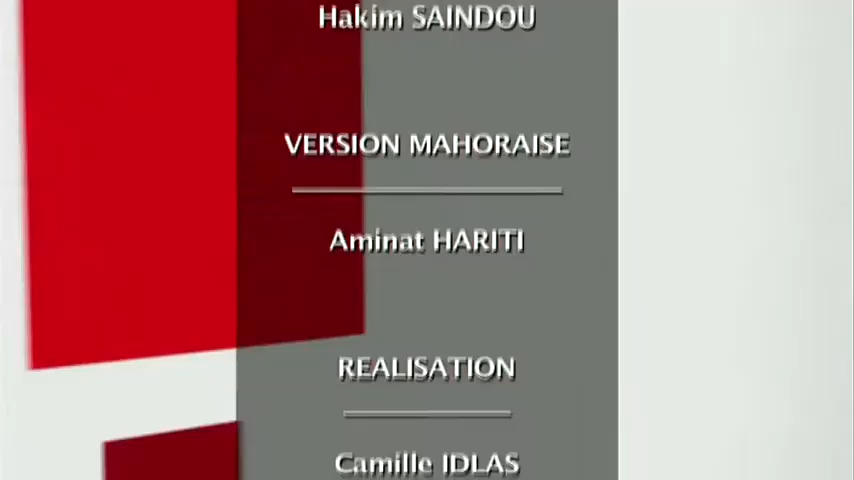 Hakim SAINDOU
VERSION MAHORAISE
Aminat HARITI
REALISATION
Camille IDLAS